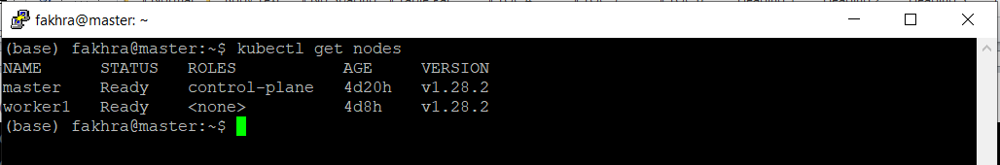 fakhra@master: ~
(base) fakhra@master:~$ kubectl get nodes
NAME      STATUS   ROLES           AGE     VERSION
master    Ready    control-plane   4d20h   v1.28.2
worker1   Ready    <none>          4d8h    v1.28.2
(base) fakhra@master:~$